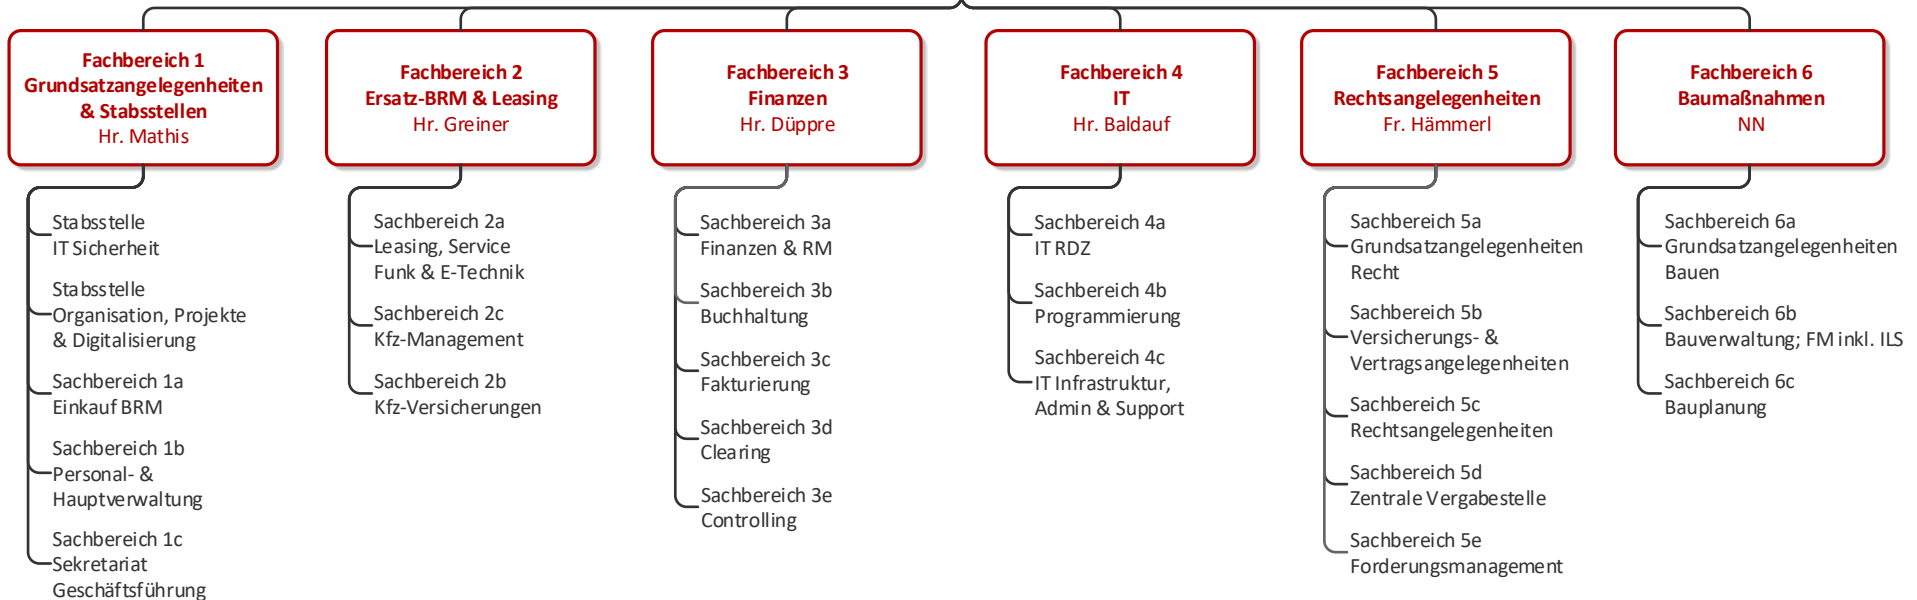 Fachbereich 1
Grundsatzangelegenheiten
& Stabsstellen
Hr. Mathis
Stabsstelle
IT Sicherheit
Stabsstelle
Organisation, Projekte
& Digitalisierung
Sachbereich 1a
Einkauf BRM
Sachbereich 1b
Personal- &
Hauptverwaltung
Sachbereich 1c
Sekretariat
Geschäftsführung
Fachbereich 2
Ersatz-BRM & Leasing
Hr. Greiner
Sachbereich 2a
Leasing, Service
Funk & E-Technik
Sachbereich 2c
Kfz-Management
Sachbereich 2b
Kfz-Versicherungen
Fachbereich 3
Finanzen
Hr. Düppre
Sachbereich 3a
Finanzen & RM
Sachbereich 3b
Buchhaltung
Sachbereich 3c
Fakturierung
Sachbereich 3d
Clearing
Sachbereich 3e
Controlling
Fachbereich 4
IT
Hr. Baldauf
Sachbereich 4a
IT RDZ
Sachbereich 4b
Programmierung
Sachbereich 4c
IT Infrastruktur,
Admin & Support
Fachbereich 5
Rechtsangelegenheiten
Fr. Hämmerl
Sachbereich 5a
Grundsatzangelegenheiten
Recht
Sachbereich 5b
Versicherungs- &
Vertragsangelegenheiten
Sachbereich 5c
Rechtsangelegenheiten
Sachbereich 5d
Zentrale Vergabestelle
Sachbereich 5e
Forderungsmanagement
Fachbereich 6
Baumaßnahmen
NN
Sachbereich 6a
Grundsatzangelegenheiten
Bauen
Sachbereich 6b
Bauverwaltung; FM inkl. ILS
Sachbereich 6c
Bauplanung